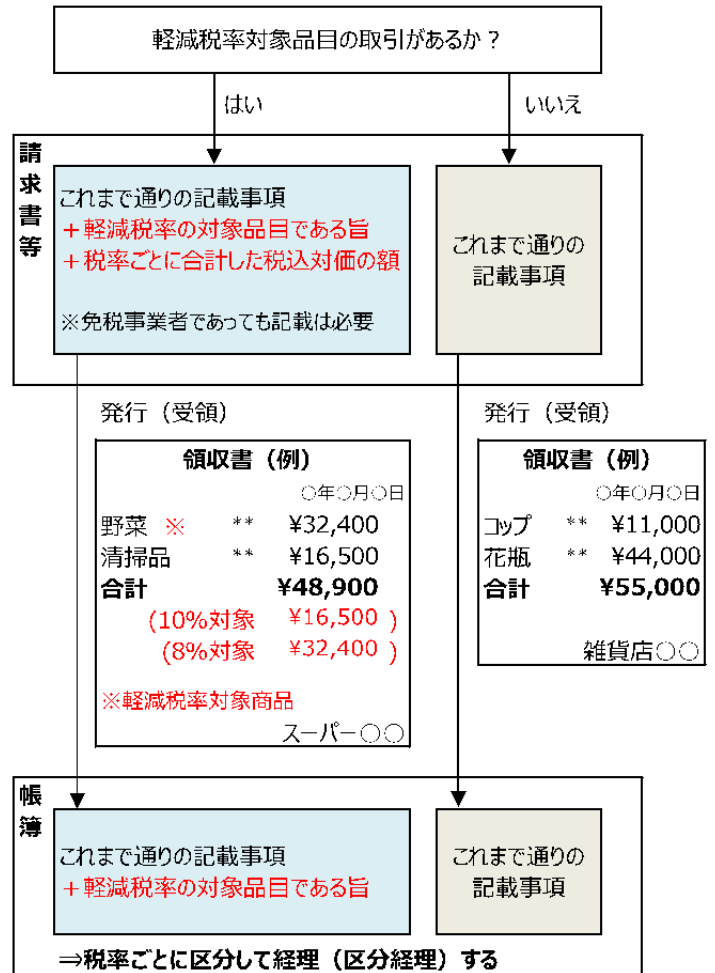 軽減税率対象品目の取引があるか？
はい
いいえ
請求書等
これまで通りの記載事項
＋軽減税率の対象品目である旨
＋税率ごとに合計した税込対価の額
※免税事業者であっても記載は必要
これまで通りの
記載事項
発行（受領）
領収書（例）
○年○月○日
野菜 ※ ** ¥32,400
清掃品 ** ¥16,500
合計 ¥48,900
(10%対象 ¥16,500 )
(8%対象 ¥32,400 )
※軽減税率対象商品
スーパー○○
発行（受領）
領収書（例）
○年○月○日
コップ ** ¥11,000
花瓶 ** ¥44,000
合計 ¥55,000
雑貨店○○
帳簿
これまで通りの記載事項
＋軽減税率の対象品目である旨
これまで通りの
記載事項
⇒税率ごとに区分して経理（区分経理）する